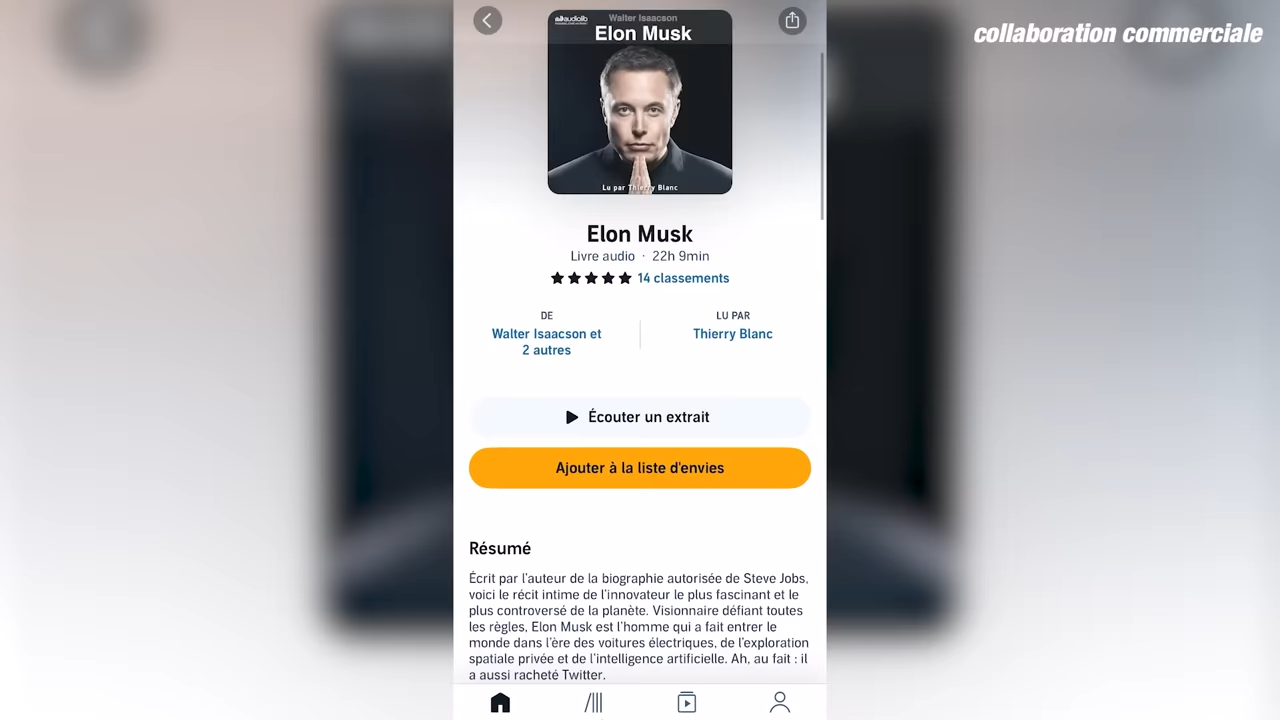 collaboration commerciale
audiolib
Walter Isaacson
Elon Musk
Lu par Thierry Blanc
Elon Musk
Livre audio · 22h 9min
14 classements
DE
Walter Isaacson et
2 autres
LU PAR
Thierry Blanc
Écouter un extrait
Ajouter à la liste d'envies
Résumé
Écrit par l'auteur de la biographie autorisée de Steve Jobs,
voici le récit intime de l'innovateur le plus fascinant et le
plus controversé de la planète. Visionnaire défiant toutes
les règles, Elon Musk est l'homme qui a fait entrer le
monde dans l'ère des voitures électriques, de l'exploration
spatiale privée et de l'intelligence artificielle. Ah, au fait : il
a aussi racheté Twitter.